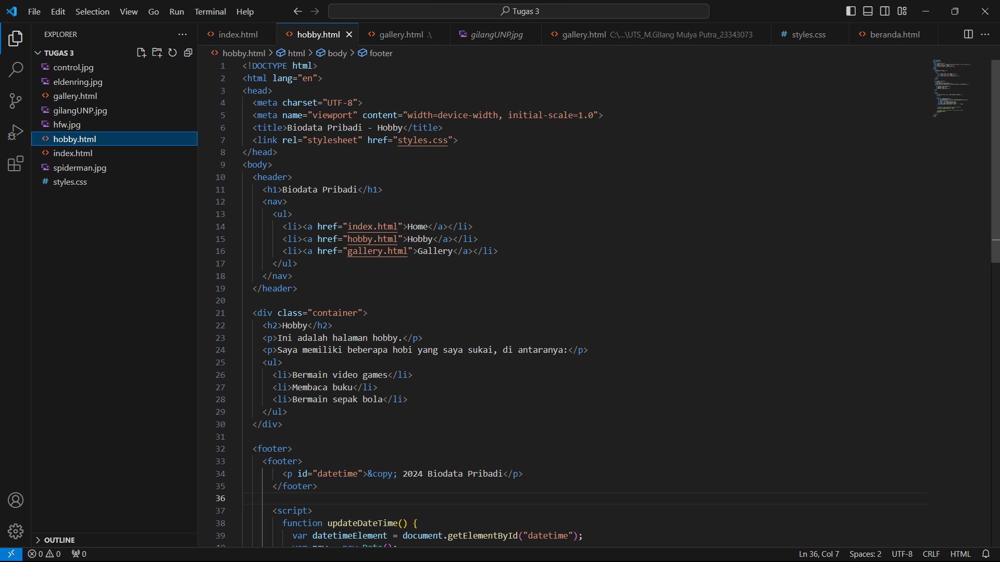 File Edit Selection View Go Run Terminal Help
Tugas 3
EXPLORER
index.html hobby.html gallery.html .\ gilangUNP.jpg gallery.html C:\...\UTS_M.GIlang Mulya Putra_23343073 styles.css beranda.html
TUGAS 3
control.jpg
eldenring.jpg
gallery.html
gilangUNP.jpg
hfw.jpg
hobby.html
index.html
spiderman.jpg
styles.css
OUTLINE
hobby.html > html > body > footer
1 <!DOCTYPE html>
2 <html lang="en">
3 <head>
4 <meta charset="UTF-8">
5 <meta name="viewport" content="width=device-width, initial-scale=1.0">
6 <title>Biodata Pribadi - Hobby</title>
7 <link rel="stylesheet" href="styles.css">
8 </head>
9 <body>
10 <header>
11 <h1>Biodata Pribadi</h1>
12 <nav>
13 <ul>
14 <li><a href="index.html">Home</a></li>
15 <li><a href="hobby.html">Hobby</a></li>
16 <li><a href="gallery.html">Gallery</a></li>
17 </ul>
18 </nav>
19 </header>
20
21 <div class="container">
22 <h2>Hobby</h2>
23 <p>Ini adalah halaman hobby.</p>
24 <p>Saya memiliki beberapa hobi yang saya sukai, di antaranya:</p>
25 <ul>
26 <li>Bermain video games</li>
27 <li>Membaca buku</li>
28 <li>Bermain sepak bola</li>
29 </ul>
30 </div>
31
32 <footer>
33 <footer>
34 <p id="datetime">&copy; 2024 Biodata Pribadi</p>
35 </footer>
36
37 <script>
38 function updateDateTime() {
39 var datetimeElement = document.getElementById("datetime");
0 0 0
Ln 36, Col 7 Spaces: 2 UTF-8 CRLF HTML